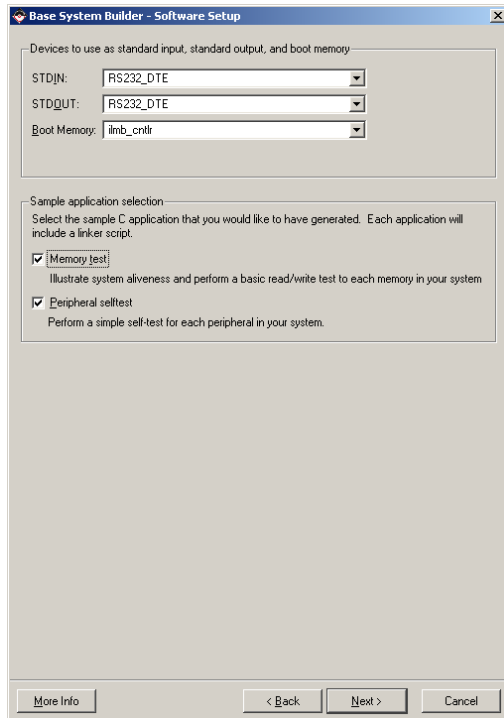 Base System Builder - Software Setup
Devices to use as standard input, standard output, and boot memory
STDIN: RS232_DTE
STDOUT: RS232_DTE
Boot Memory: ilmb_cntlr
Sample application selection
Select the sample C application that you would like to have generated. Each application will
include a linker script.
Memory test
Illustrate system aliveness and perform a basic read/write test to each memory in your system
Peripheral selftest
Perform a simple self-test for each peripheral in your system.
More Info < Back Next > Cancel